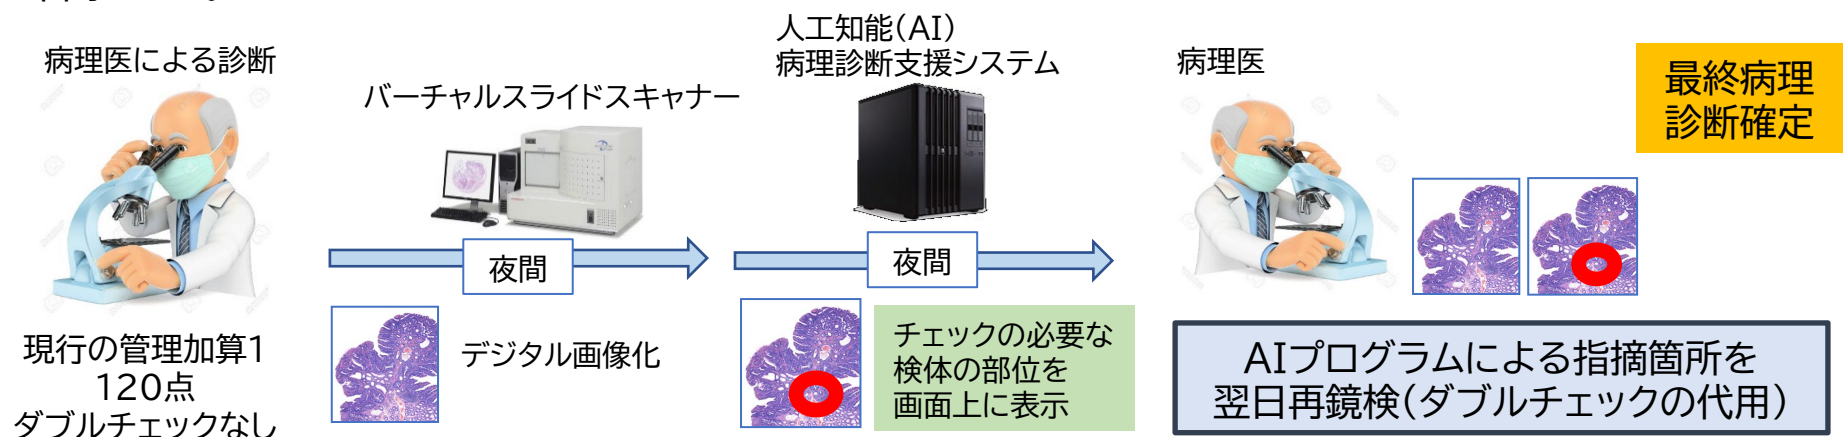 病理医による診断
現行の管理加算1
120点
ダブルチェックなし
バーチャルスライドスキャナー
夜間
デジタル画像化
人工知能(AI)
病理診断支援システム
夜間
チェックの必要な
検体の部位を
画面上に表示
病理医
最終病理
診断確定
AIプログラムによる指摘箇所を
翌日再鏡検(ダブルチェックの代用)